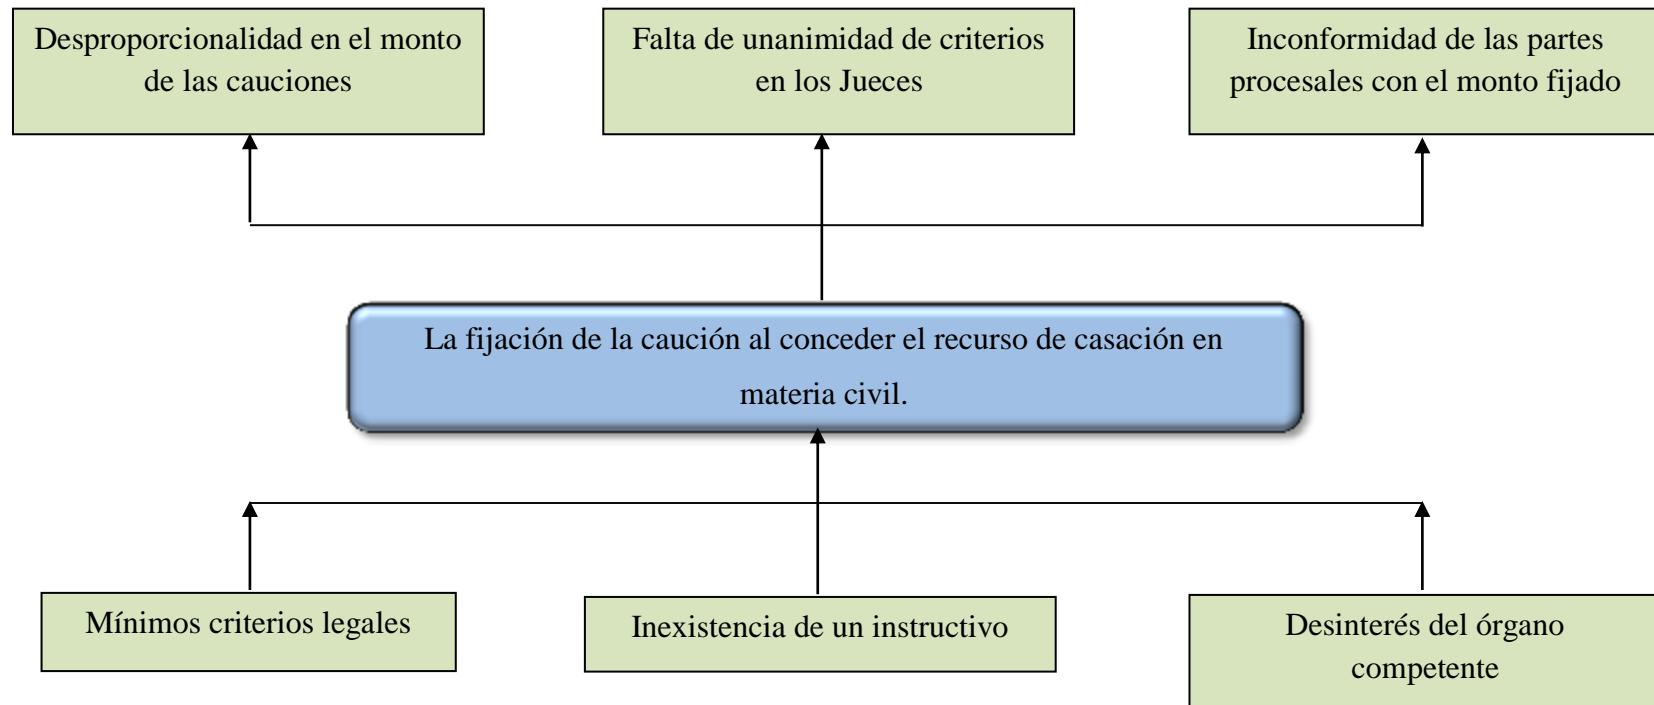 Desproporcionalidad en el monto
de las cauciones
Falta de unanimidad de criterios
en los Jueces
Inconformidad de las partes
procesales con el monto fijado
La fijación de la caución al conceder el recurso de casación en
materia civil.
Mínimos criterios legales
Inexistencia de un instructivo
Desinterés del órgano
competente